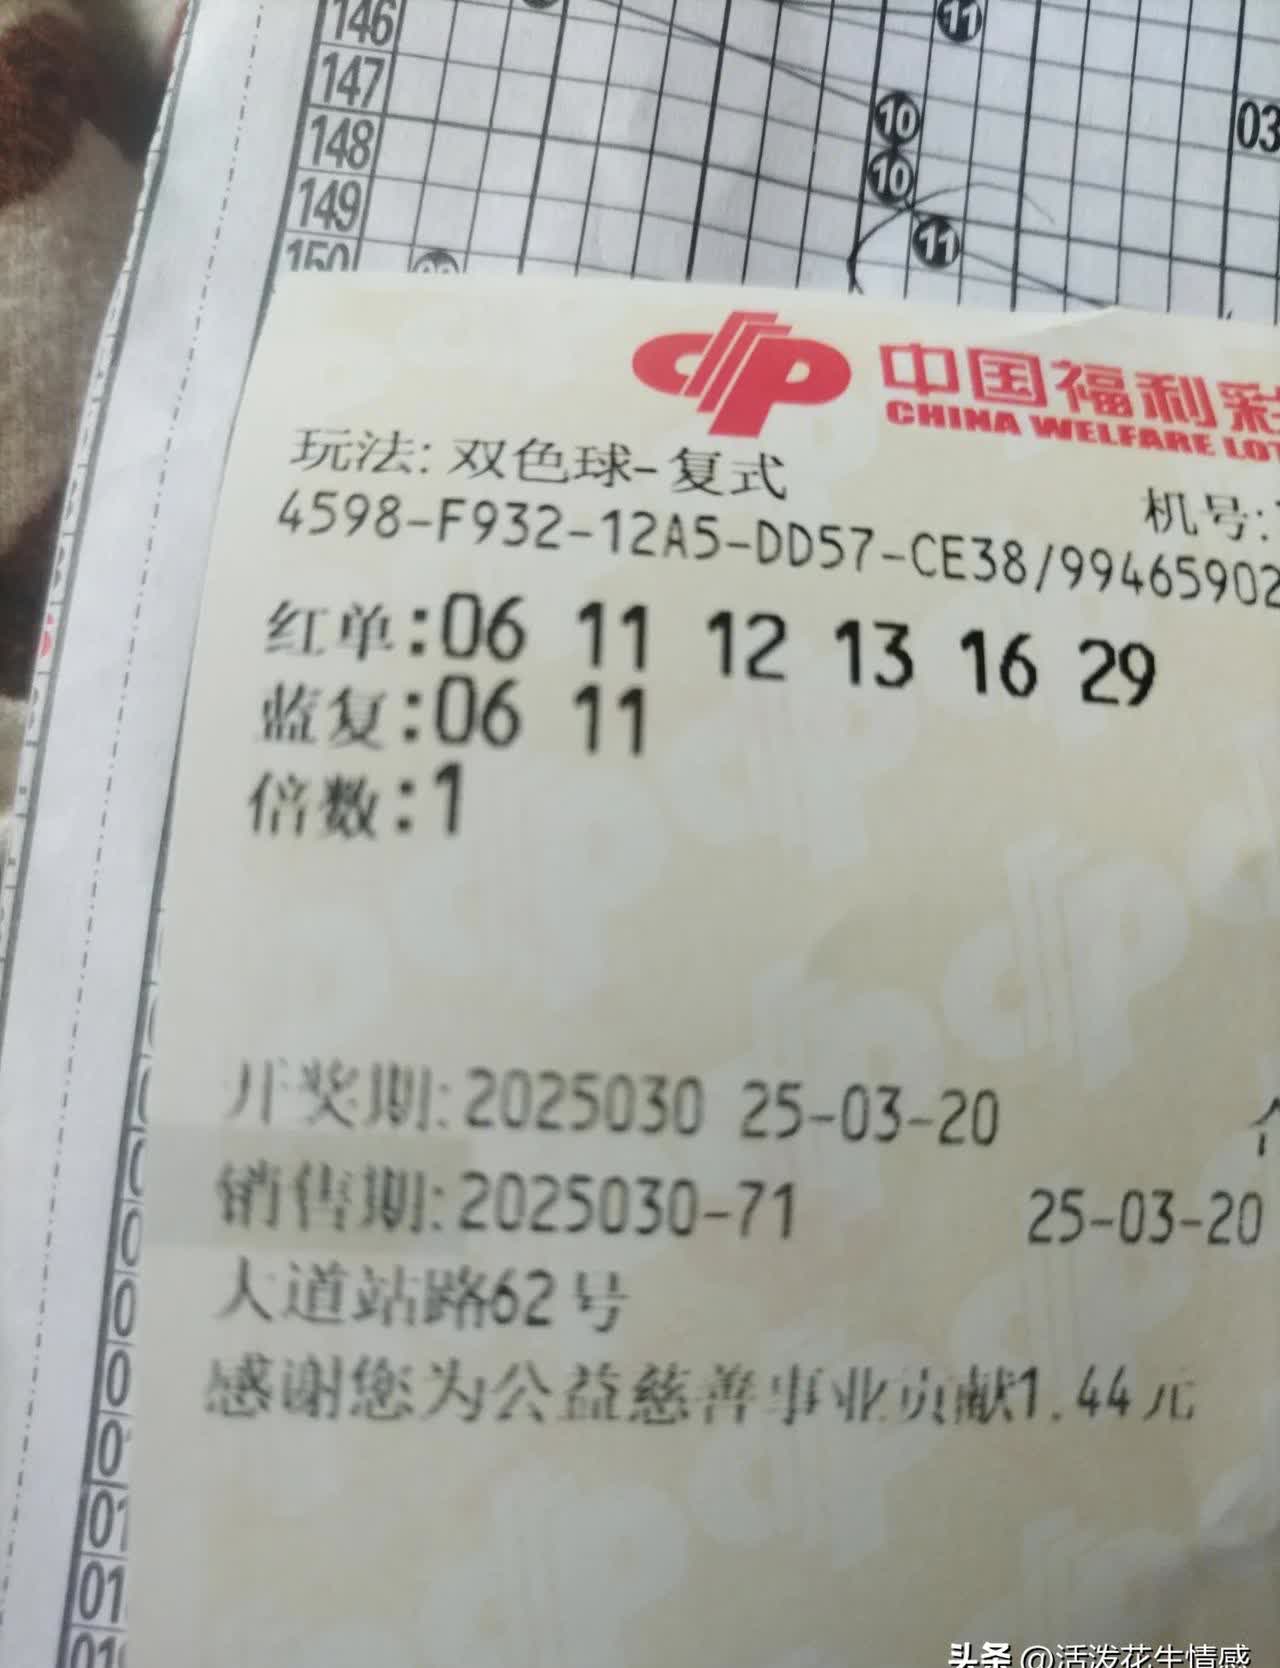 146
11
147
10
03
148
10
149
11
150
中国福利彩
CHINA WELFARE LOT
玩法: 双色球-复式
机号:
4598-F932-12A5-DD57-CE38/99465902
红单:06 11 12 13 16 29
蓝复:06 11
倍数:1
开奖期:2025030 25-03-20
销售期:2025030-71 25-03-20
大道站路62号
感谢您为公益慈善事业贡献1.44元
头条 @活泼花生情感